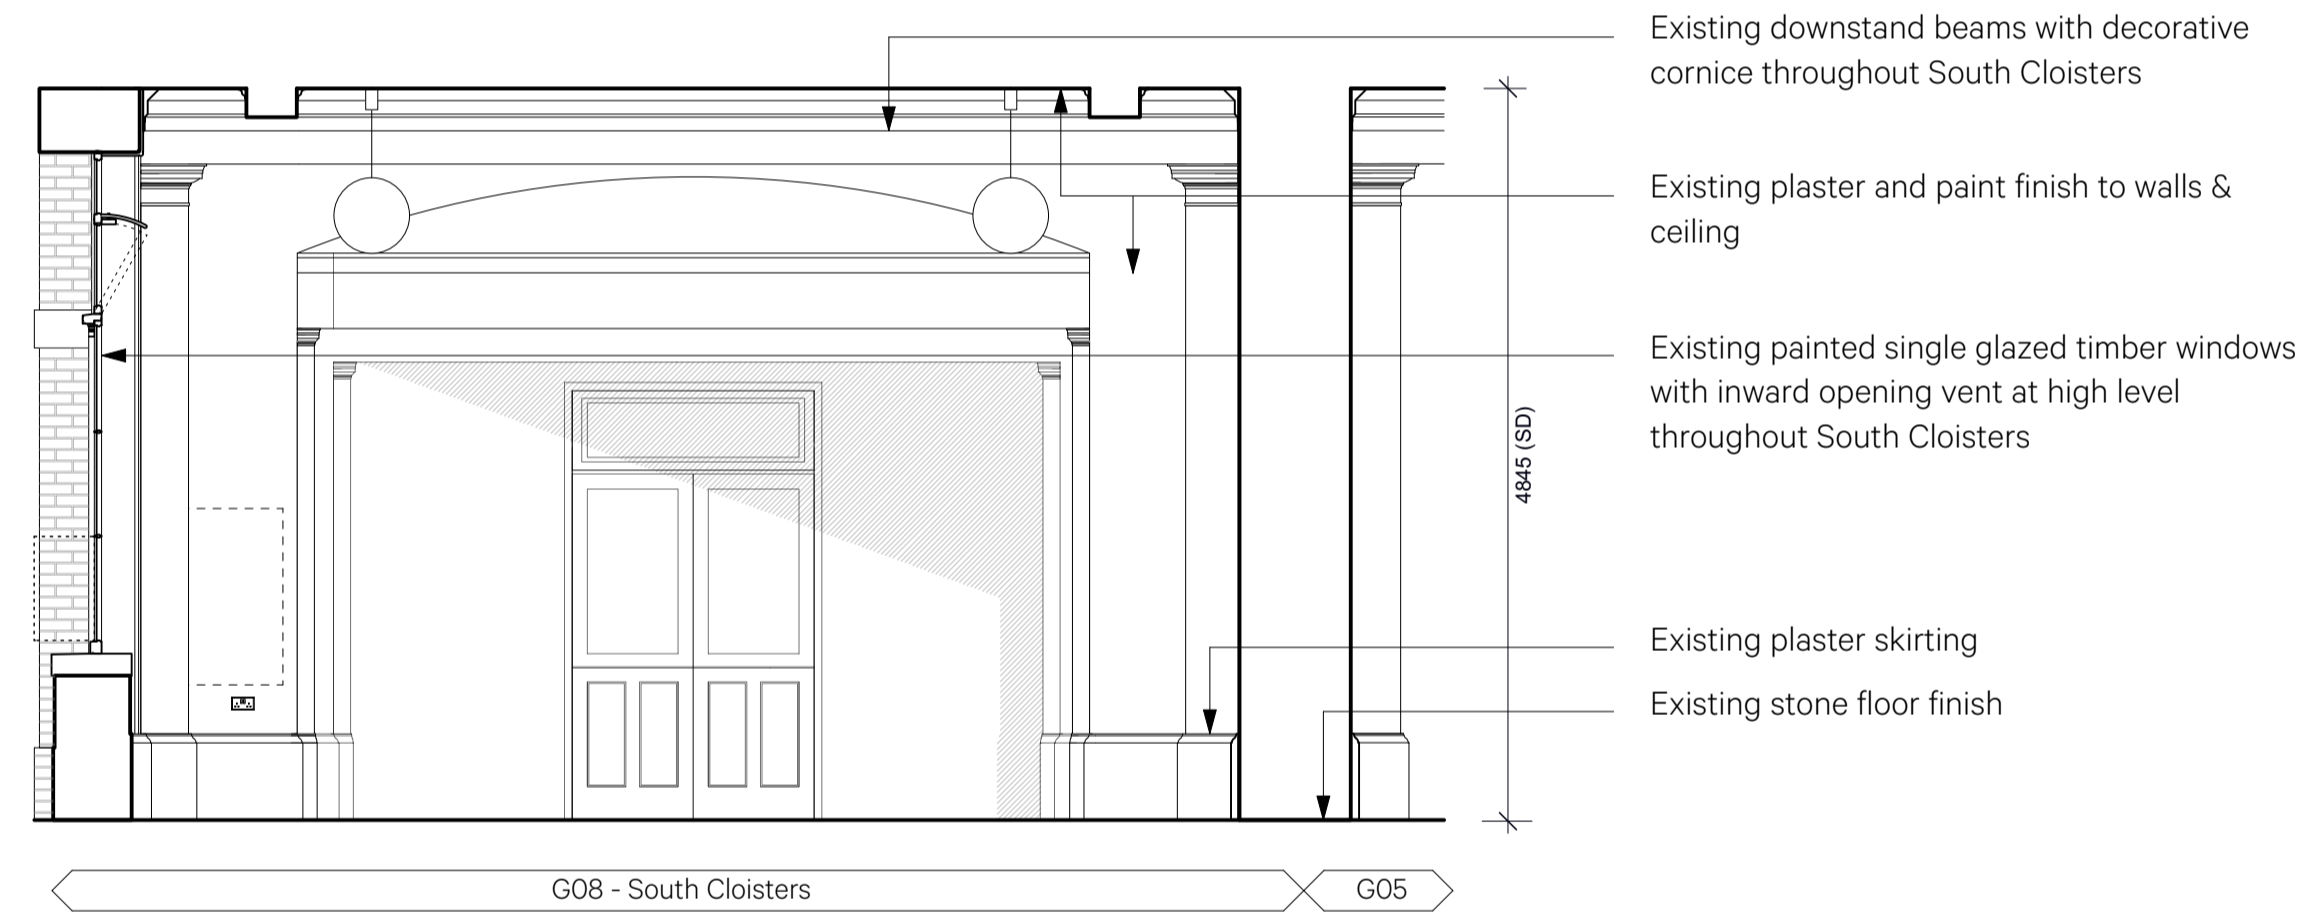 Existing downstand beams with decorative
cornice throughout South Cloisters
Existing plaster and paint finish to walls &
ceiling
Existing painted single glazed timber windows
with inward opening vent at high level
throughout South Cloisters
4845 (SD)
Existing plaster skirting
Existing stone floor finish
G08 - South Cloisters
G05